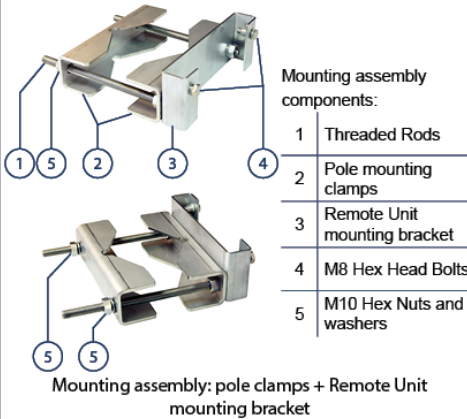 1
5
2
3
4
5
5
Mounting assembly
components:
1 Threaded Rods
2 Pole mounting
clamps
3 Remote Unit
mounting bracket
4 M8 Hex Head Bolts
5 M10 Hex Nuts and
washers
Mounting assembly: pole clamps + Remote Unit
mounting bracket